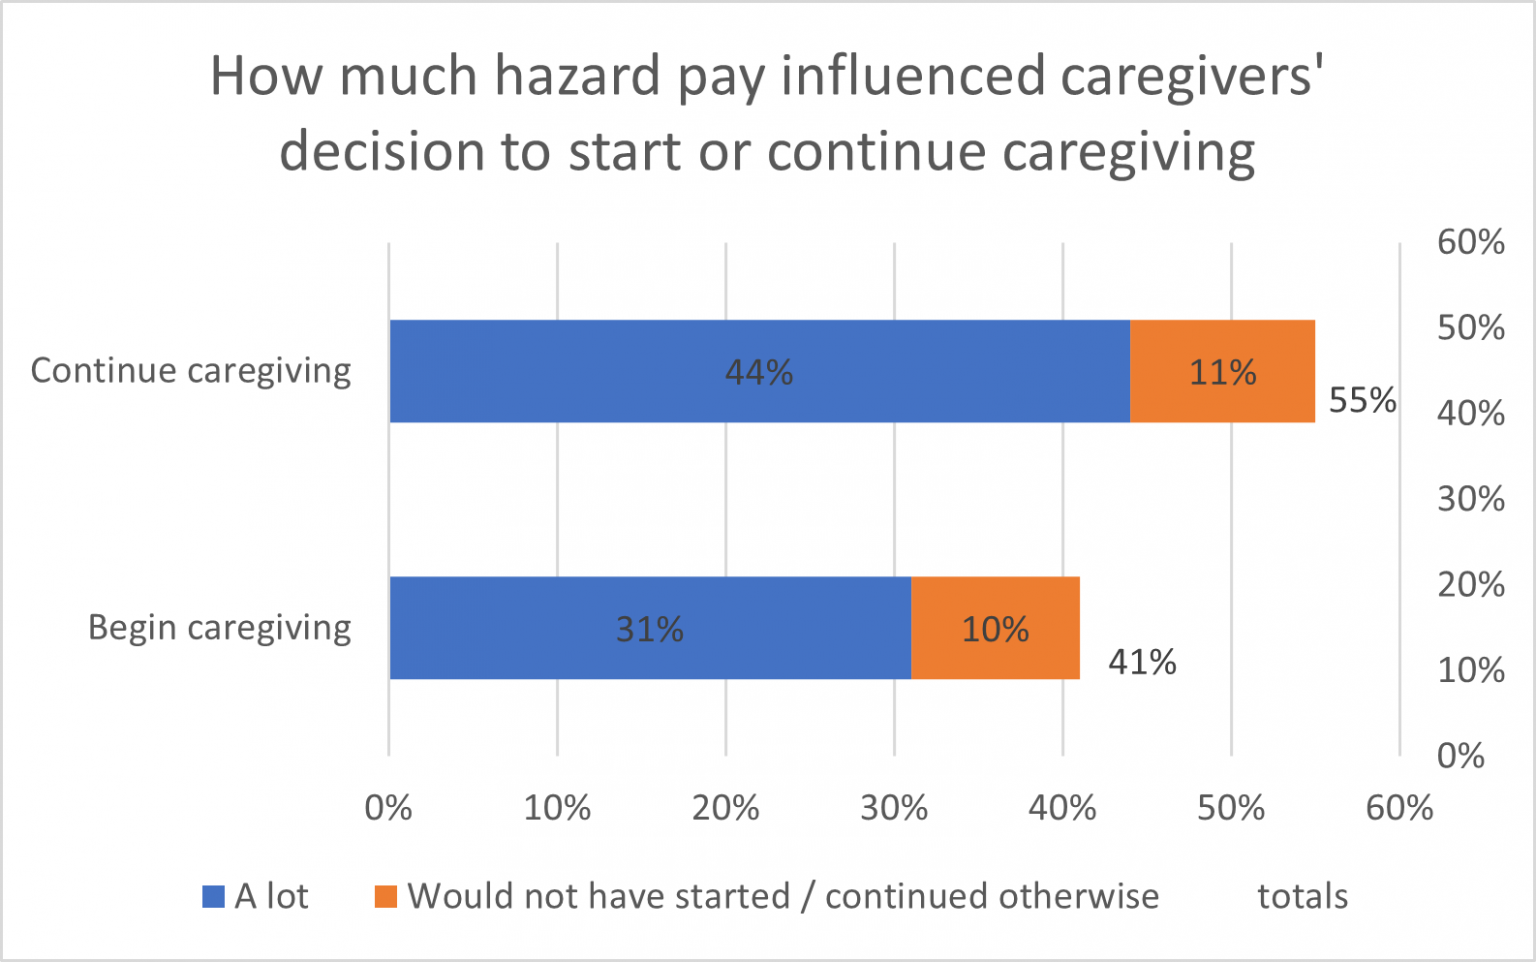 How much hazard pay influenced caregivers'
decision to start or continue caregiving
60%
50%
Continue caregiving 44% 11% 55%
40%
30%
20%
Begin caregiving 31% 10% 41%
10%
0%
0% 10% 20% 30% 40% 50% 60%
A lot Would not have started / continued otherwise totals